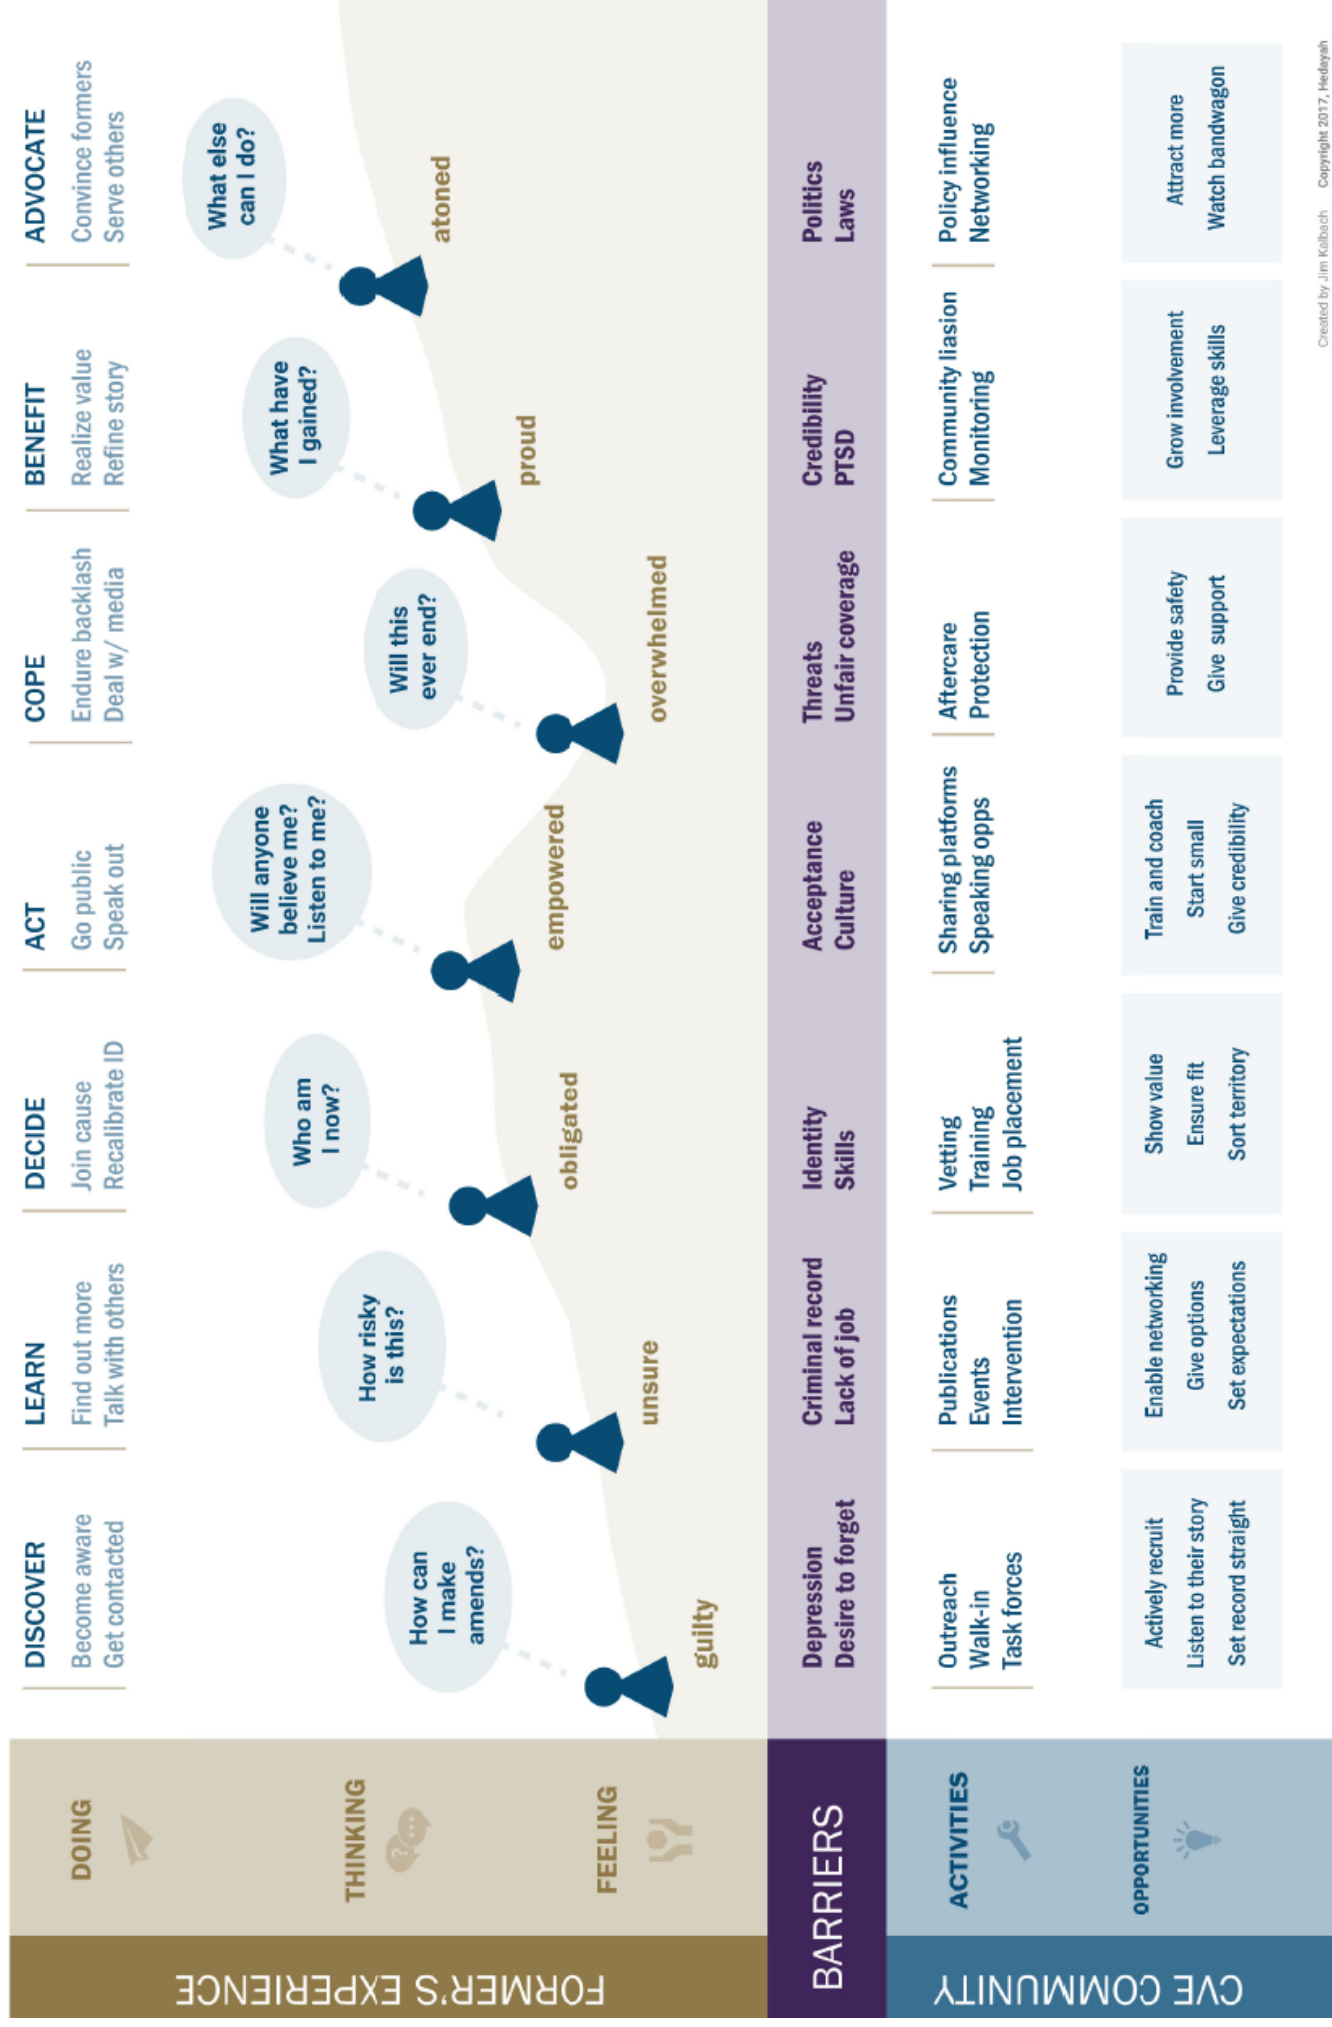 DISCOVER
LEARN
DECIDE
ACT
COPE
BENEFIT
ADVOCATE
DOING
Become aware
Get contacted
Find out more
Talk with others
Join cause
Recalibrate ID
Go public
Speak out
Endure backlash
Deal w/ media
Realize value
Refine story
Convince formers
Serve others
FORMER'S EXPERIENCE
THINKING
How can
I make
amends?
How risky
is this?
Who am
I now?
Will anyone
believe me?
Listen to me?
Will this
ever end?
What have
I gained?
What else
can I do?
FEELING
guilty
unsure
obligated
empowered
overwhelmed
proud
atoned
BARRIERS
Depression
Desire to forget
Criminal record
Lack of job
Identity
Skills
Acceptance
Culture
Threats
Unfair coverage
Credibility
PTSD
Politics
Laws
CVE COMMUNITY
ACTIVITIES
Outreach
Walk-in
Task forces
Publications
Events
Intervention
Vetting
Training
Job placement
Sharing platforms
Speaking opps
Aftercare
Protection
Community liasion
Monitoring
Policy influence
Networking
OPPORTUNITIES
Actively recruit
Listen to their story
Set record straight
Enable networking
Give options
Set expectations
Show value
Ensure fit
Sort territory
Train and coach
Start small
Give credibility
Provide safety
Give support
Grow involvement
Leverage skills
Attract more
Watch bandwagon
Created by Jim Kalbach Copyright 2017, Hedayah